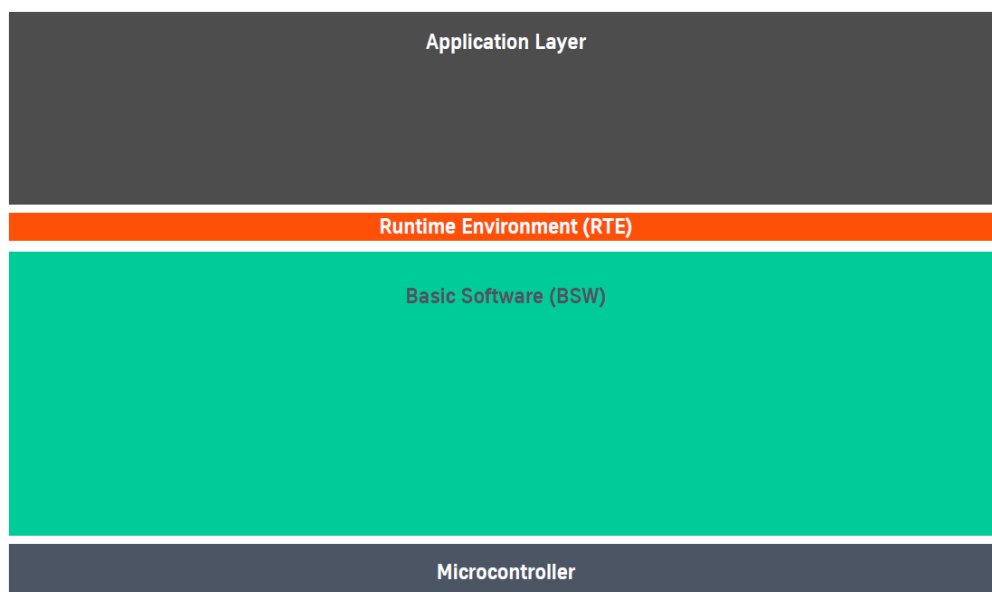 Application Layer
Runtime Environment (RTE)
Basic Software (BSW)
Microcontroller